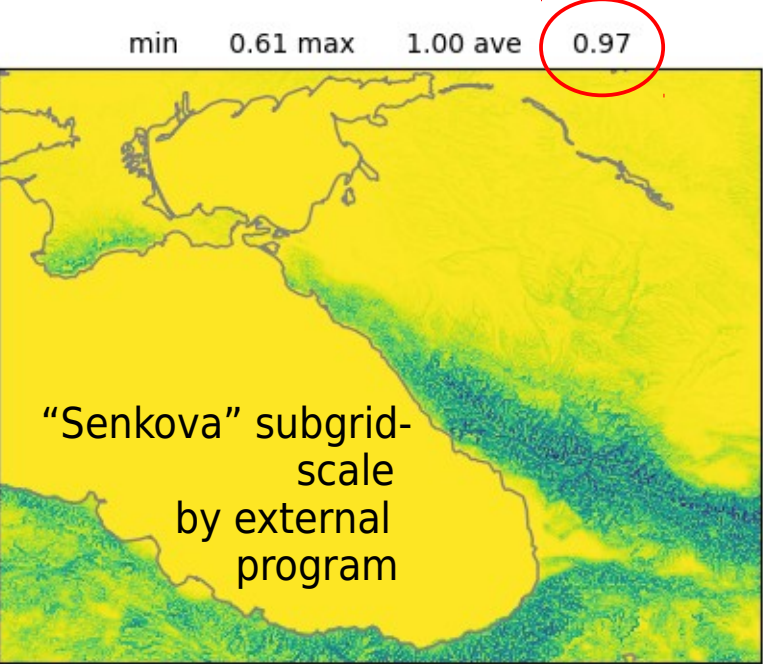 min 0.61 max 1.00 ave 0.97
“Senkova” subgrid-
scale
by external
program